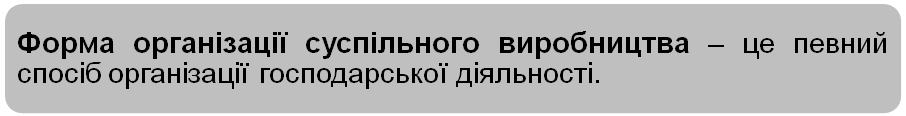 Форма організації суспільного виробництва – це певний
спосіб організації господарської діяльності.